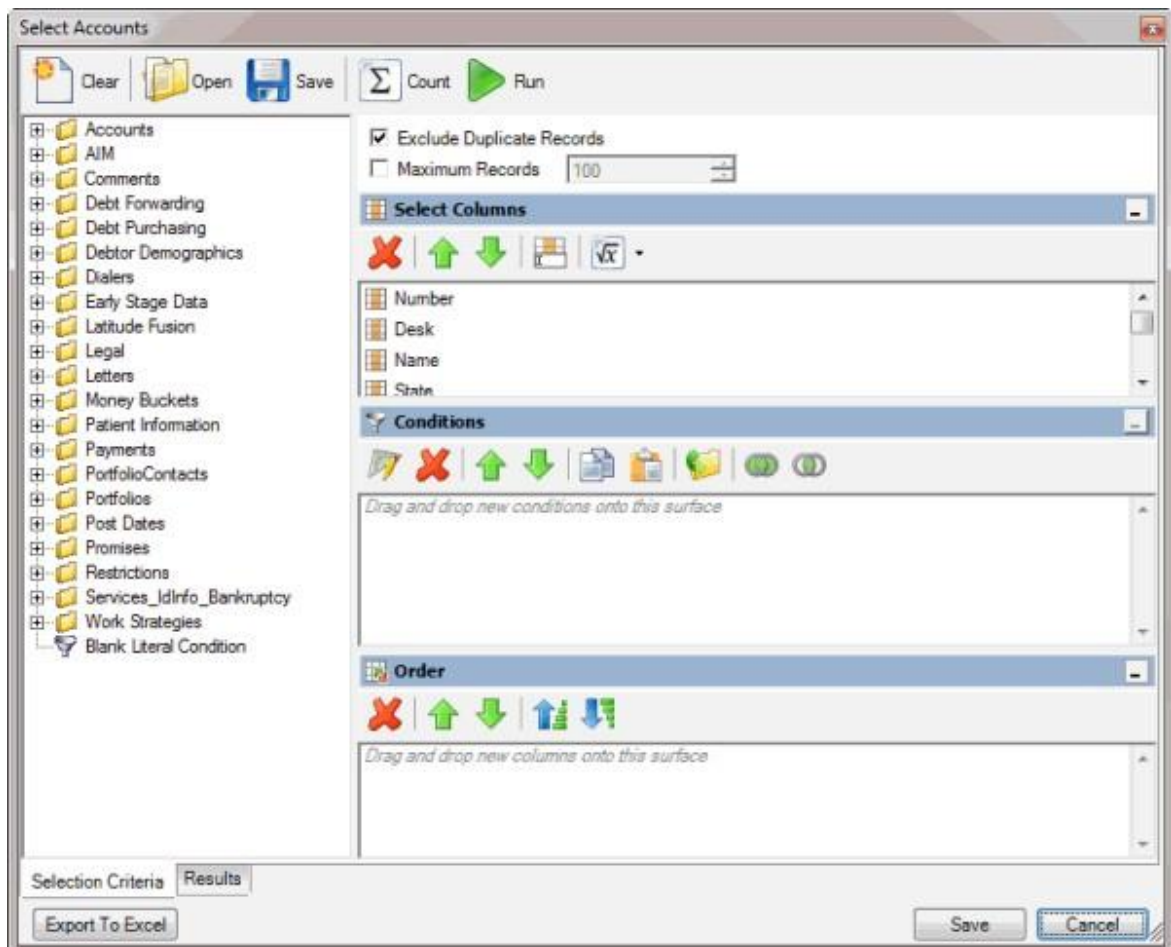 Select Accounts
Clear Open Save Count Run
Accounts
AIM
Comments
Debt Forwarding
Debt Purchasing
Debtor Demographics
Dialers
Early Stage Data
Latitude Fusion
Legal
Letters
Money Buckets
Patient Information
Payments
PortfolioContacts
Portfolios
Post Dates
Promises
Restrictions
Services_IdInfo_Bankruptcy
Work Strategies
Blank Literal Condition
Exclude Duplicate Records
Maximum Records 100
Select Columns
Number
Desk
Name
State
Conditions
Drag and drop new conditions onto this surface
Order
Drag and drop new columns onto this surface
Selection Criteria Results
Export To Excel Save Cancel